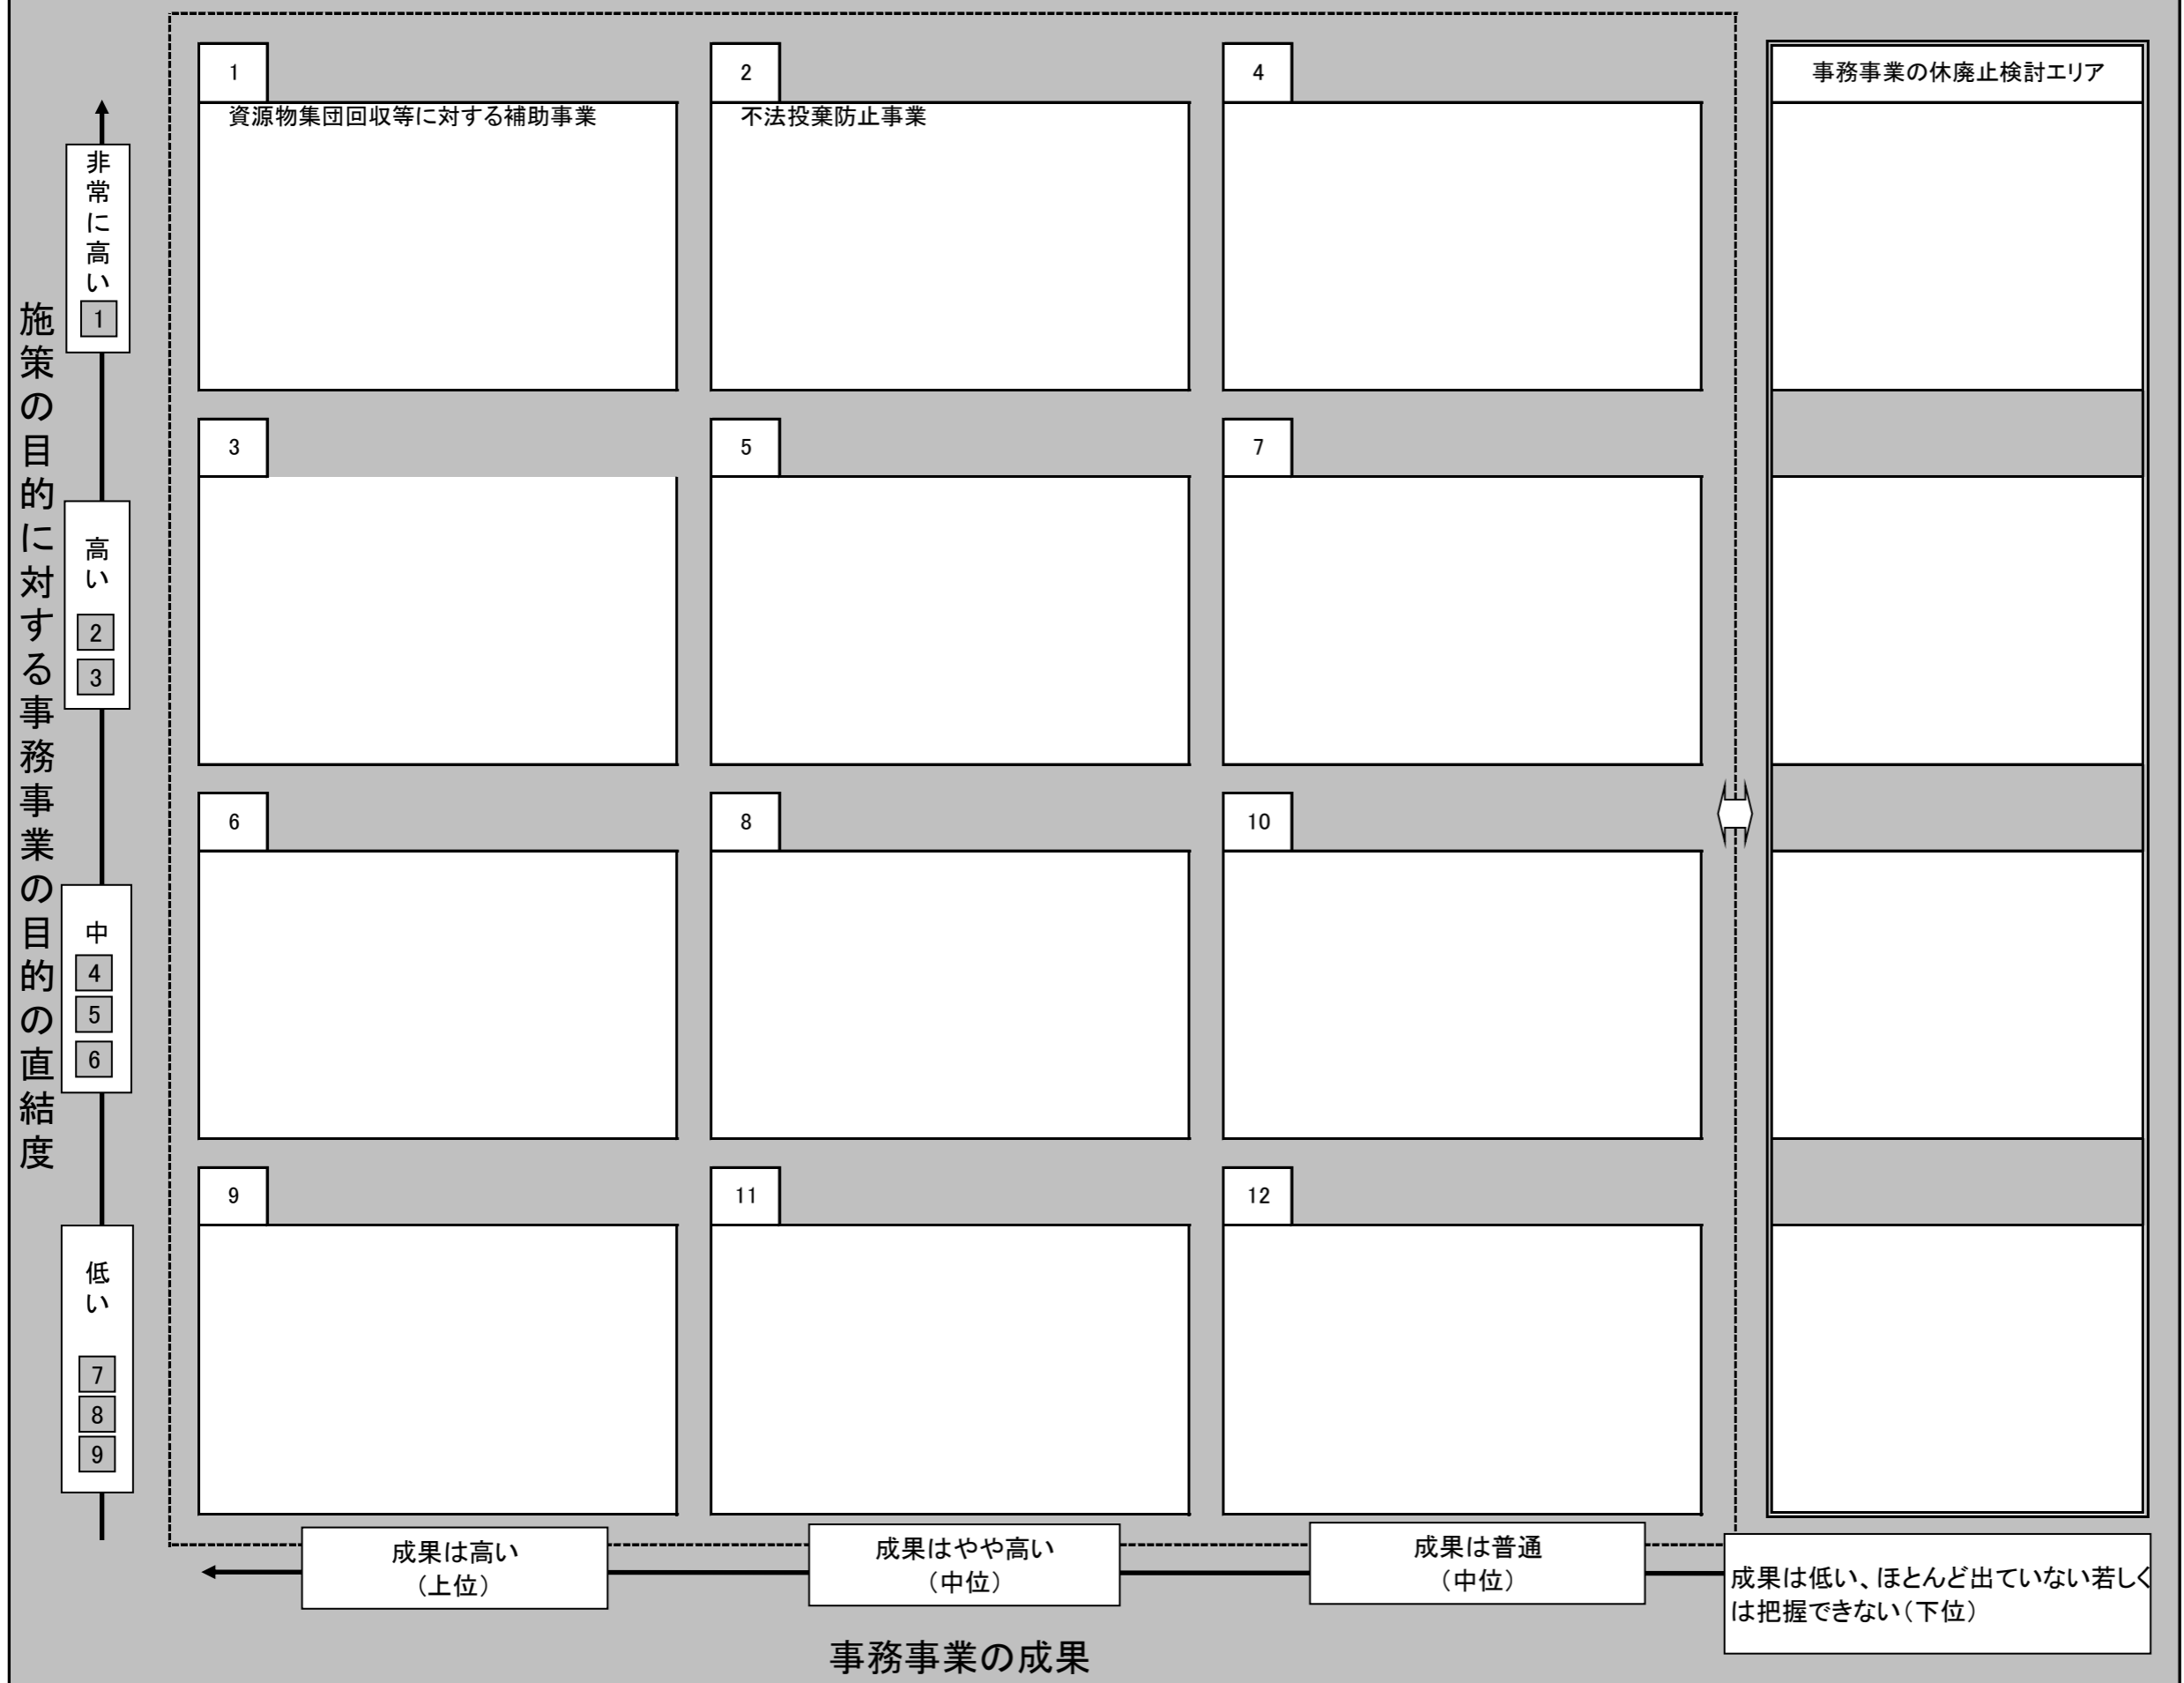 1
2
4
事務事業の休廃止検討エリア
資源物集団回収等に対する補助事業
不法投棄防止事業
施策の目的に対する事務事業の目的の直結度
非常に高い
1
3
5
7
高い
2
3
6
8
10
中
4
5
6
9
11
12
低い
7
8
9
成果は高い
（上位）
成果はやや高い
（中位）
成果は普通
（中位）
成果は低い、ほとんど出ていない若しく
は把握できない（下位）
事務事業の成果